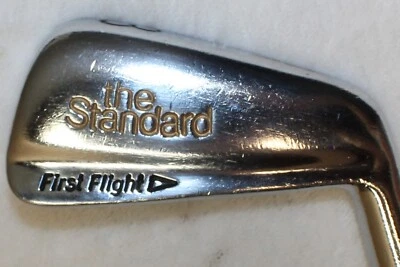 the
Standard
First Flight